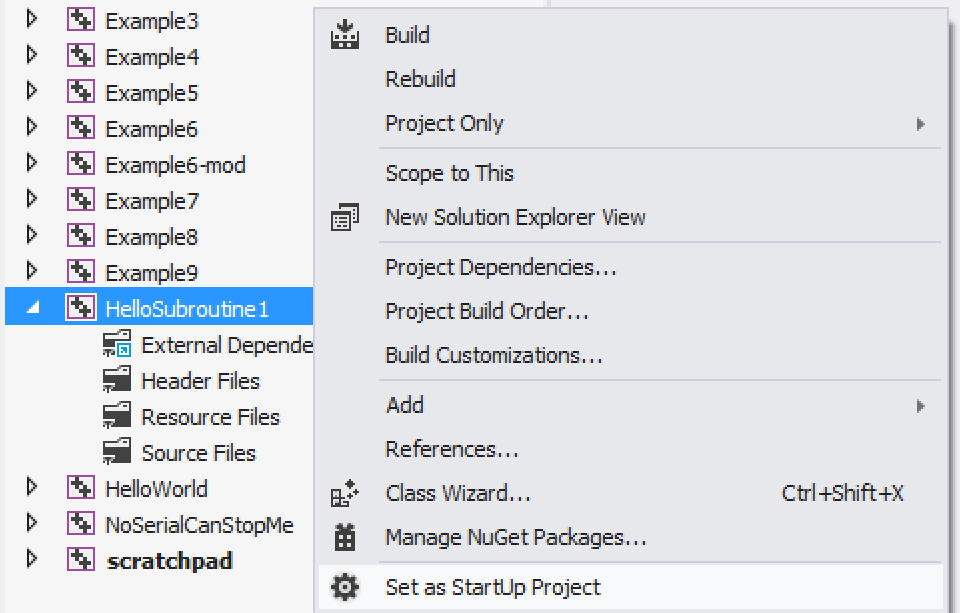 Example3
Example4
Example5
Example6
Example6-mod
Example7
Example8
Example9
HelloSubroutine1
External Depende
Header Files
Resource Files
Source Files
HelloWorld
NoSerialCanStopMe
scratchpad
Build
Rebuild
Project Only
Scope to This
New Solution Explorer View
Project Dependencies...
Project Build Order...
Build Customizations...
Add
References...
Class Wizard... Ctrl+Shift+X
Manage NuGet Packages...
Set as StartUp Project